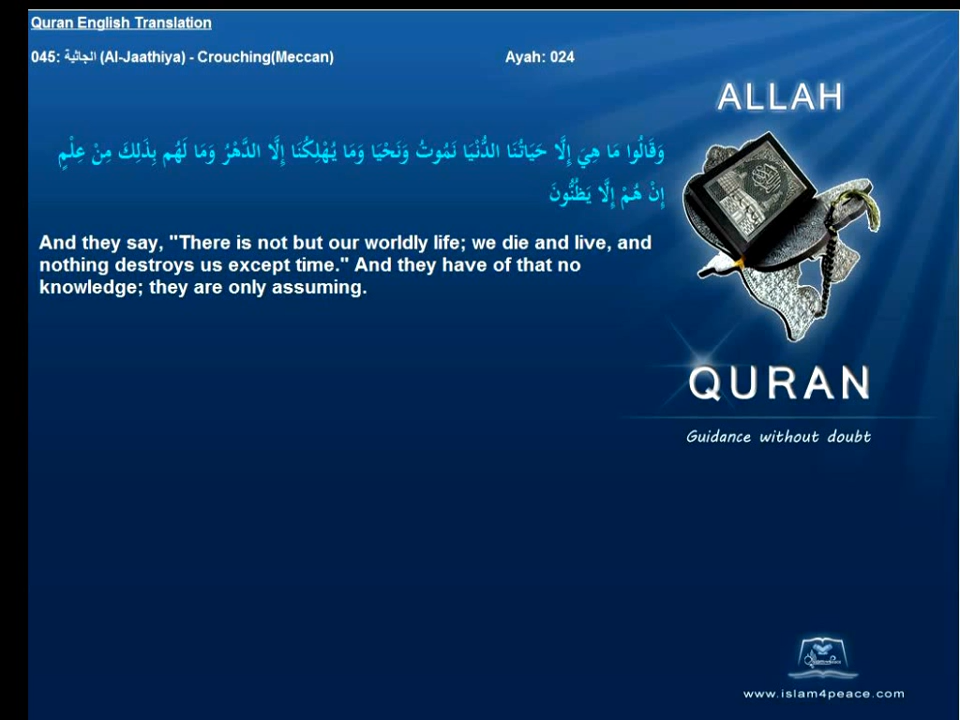 Quran English Translation
045: الجاثية (Al-Jaathiya) - Crouching(Meccan) Ayah: 024
ALLAH
وَقَالُوا مَا هِيَ إِلَّا حَيَاتُنَا الدُّنْيَا نَمُوتُ وَنَحْيَا وَمَا يُهْلِكُنَا إِلَّا الدَّهْرُ وَمَا لَهُم بِذَلِكَ مِنْ عِلْمٍ
إِنْ هُمْ إِلَّا يَظُنُّونَ
And they say, "There is not but our worldly life; we die and live, and
nothing destroys us except time." And they have of that no
knowledge; they are only assuming.
QURAN
Guidance without doubt
www.islam4peace.com